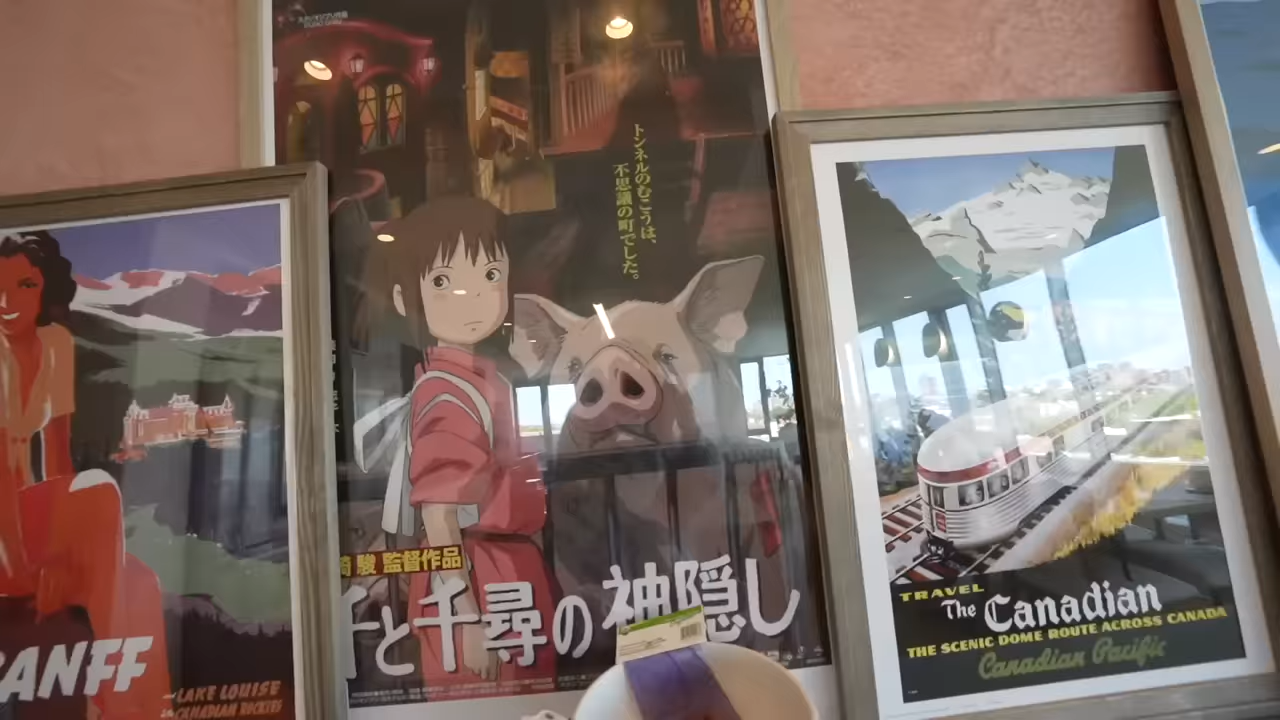 トンネルのむこうは、
不思議の町でした。
駿 監督作品
千と千尋の神隠し
BANFF
LAKE LOUISE
CANADIAN ROCKIES
TRAVEL
The Canadian
THE SCENIC DOME ROUTE ACROSS CANADA
Canadian Pacific